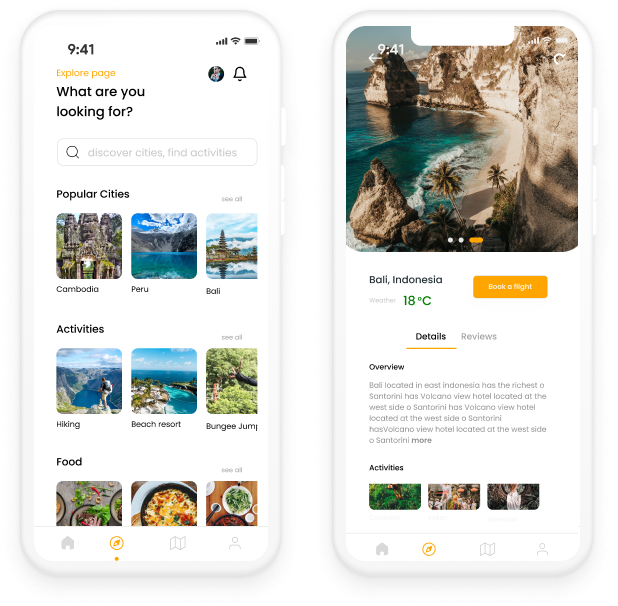 9:41
Explore page
What are you
looking for?
discover cities, find activities
Popular Cities
see all
Cambodia
Peru
Bali
Activities
see all
Hiking
Beach resort
Bungee Jump
Food
see all
9:41
Bali, Indonesia
Book a flight
Weather
18 °C
Details
Reviews
Overview
Bali located in east indonesia has the richest o
Santorini has Volcano view hotel located at the
west side o Santorini has Volcano view hotel
located at the west side o Santorini
hasVolcano view hotel located at the west side
o Santorini more
Activities